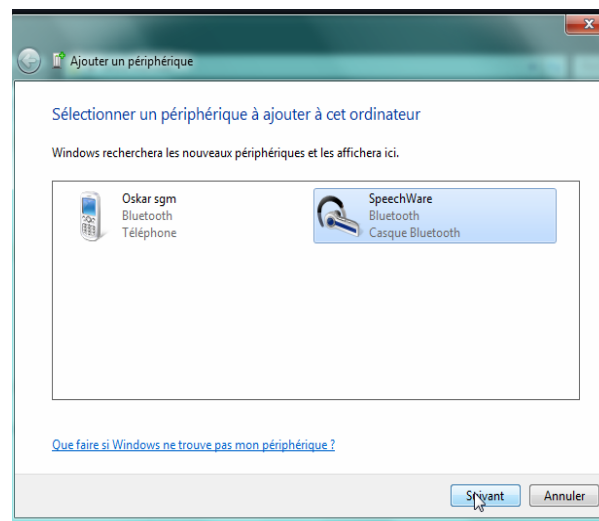 Ajouter un périphérique
Sélectionner un périphérique à ajouter à cet ordinateur
Windows recherchera les nouveaux périphériques et les affichera ici.
Oskar sgm
Bluetooth
Téléphone
SpeechWare
Bluetooth
Casque Bluetooth
Que faire si Windows ne trouve pas mon périphérique ?
Suivant
Annuler